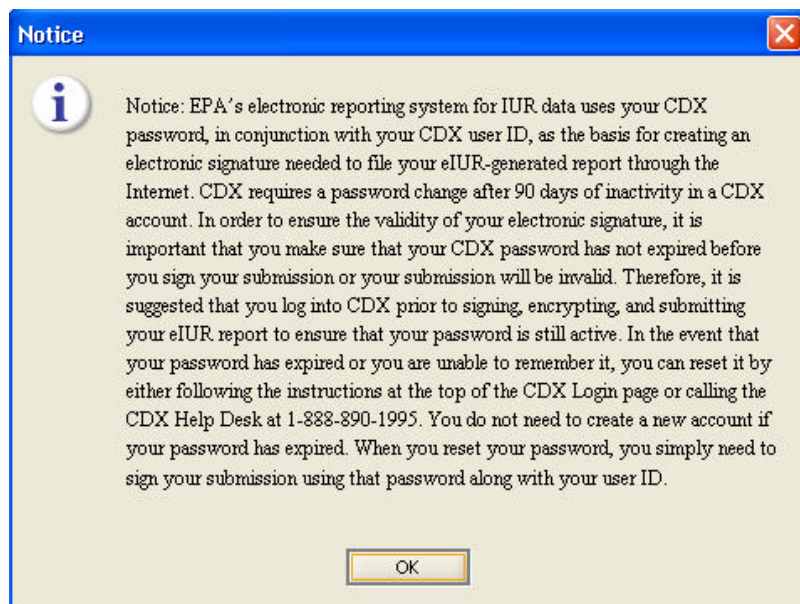 Notice
Notice: EPA´s electronic reporting system for IUR data uses your CDX
password, in conjunction with your CDX user ID, as the basis for creating an
electronic signature needed to file your eIUR-generated report through the
Internet. CDX requires a password change after 90 days of inactivity in a CDX
account. In order to ensure the validity of your electronic signature, it is
important that you make sure that your CDX password has not expired before
you sign your submission or your submission will be invalid. Therefore, it is
suggested that you log into CDX prior to signing, encrypting, and submitting
your eIUR report to ensure that your password is still active. In the event that
your password has expired or you are unable to remember it, you can reset it by
either following the instructions at the top of the CDX Login page or calling the
CDX Help Desk at 1-888-890-1995. You do not need to create a new account if
your password has expired. When you reset your password, you simply need to
sign your submission using that password along with your user ID.
OK